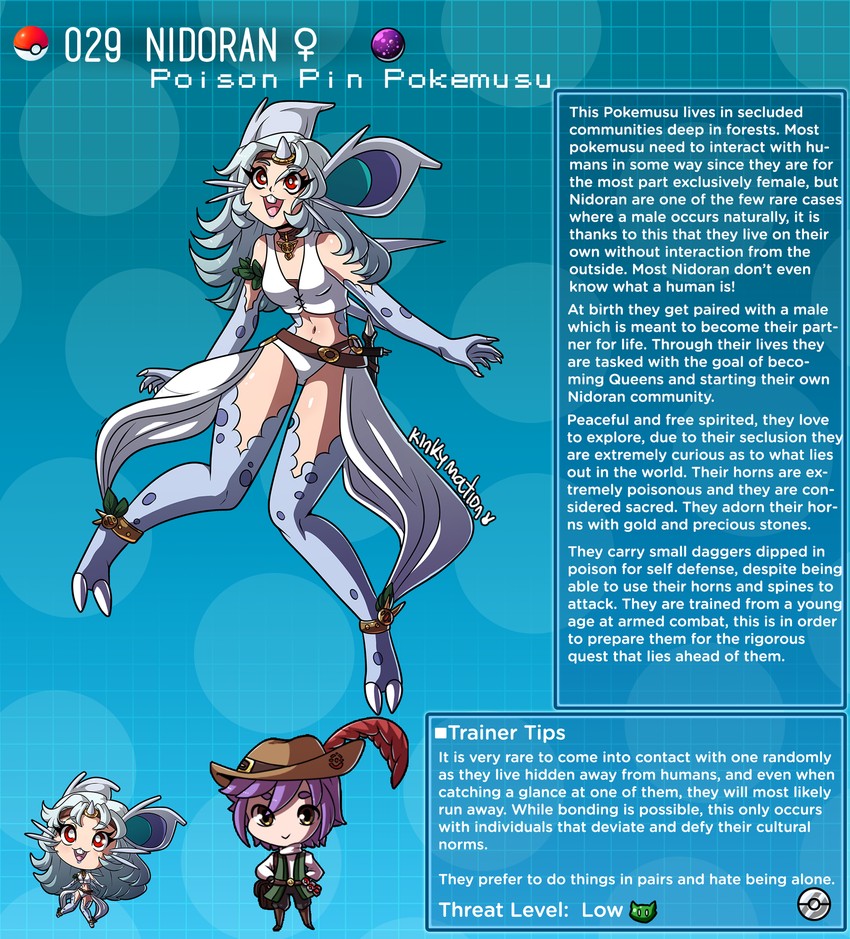 029 NIDORAN ♀
Poison Pin Pokemusu
This Pokemusu lives in secluded
communities deep in forests. Most
pokemusu need to interact with hu-
mans in some way since they are for
the most part exclusively female, but
Nidoran are one of the few rare cases
where a male occurs naturally, it is
thanks to this that they live on their
own without interaction from the
outside. Most Nidoran don't even
know what a human is!
At birth they get paired with a male
which is meant to become their part-
ner for life. Through their lives they
are tasked with the goal of beco-
ming Queens and starting their own
Nidoran community.
Peaceful and free spirited, they love
to explore, due to their seclusion they
are extremely curious as to what lies
out in the world. Their horns are ex-
tremely poisonous and they are con-
sidered sacred. They adorn their hor-
ns with gold and precious stones.
They carry small daggers dipped in
poison for self defense, despite being
able to use their horns and spines to
attack. They are trained from a young
age at armed combat, this is in order
to prepare them for the rigorous
quest that lies ahead of them.
kinkymation
■Trainer Tips
It is very rare to come into contact with one randomly
as they live hidden away from humans, and even when
catching a glance at one of them, they will most likely
run away. While bonding is possible, this only occurs
with individuals that deviate and defy their cultural
norms.
They prefer to do things in pairs and hate being alone.
Threat Level: Low